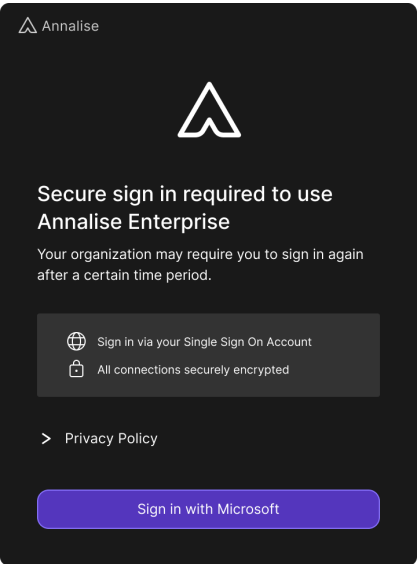 Annalise
Secure sign in required to use
Annalise Enterprise
Your organization may require you to sign in again
after a certain time period.
Sign in via your Single Sign On Account
All connections securely encrypted
Privacy Policy
Sign in with Microsoft